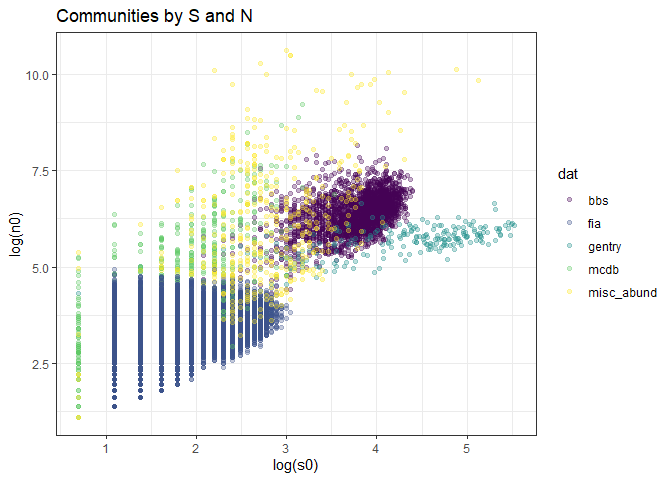 Communities by S and N
10.0
7.5
5.0
2.5
log(n0)
1 2 3 4 5
log(s0)
dat
bbs
fia
gentry
mcdb
misc_abund